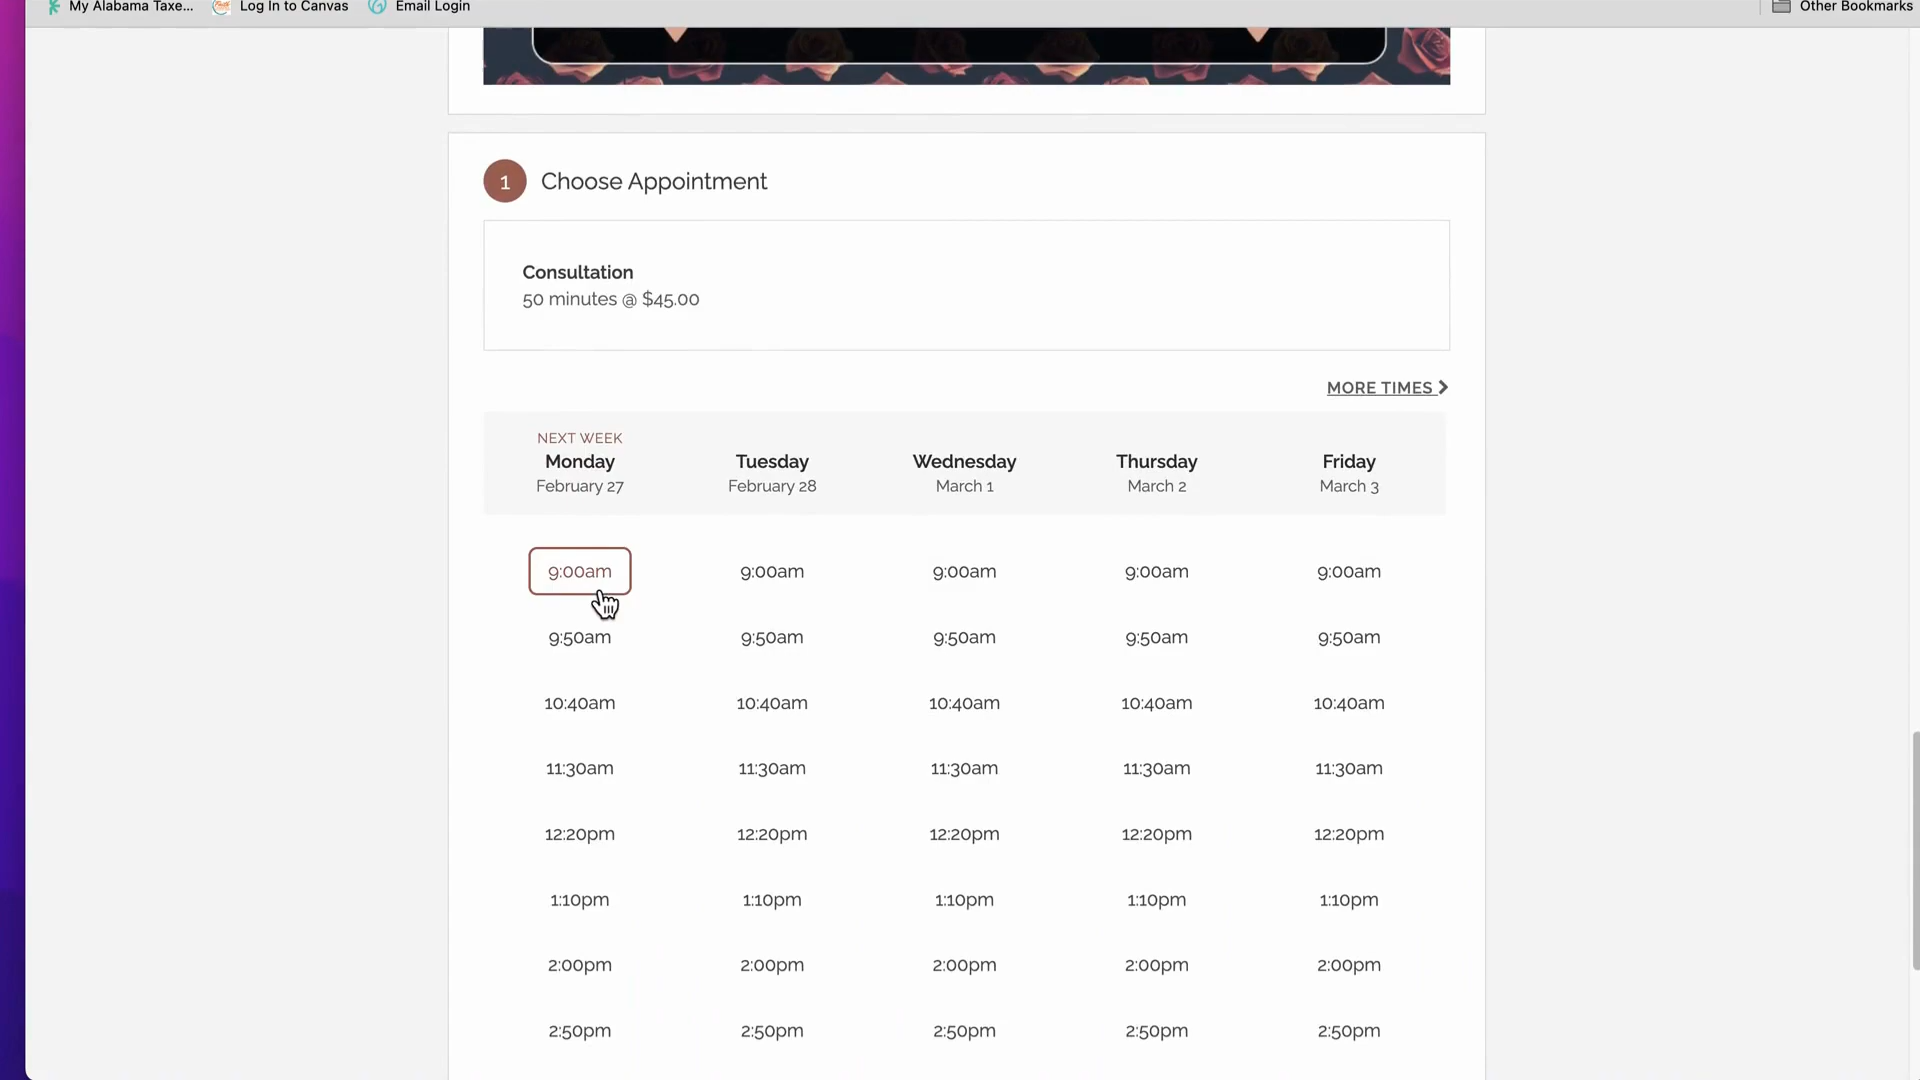 My Alabama Taxe... Log In to Canvas Email Login Other Bookmarks
1 Choose Appointment
Consultation
50 minutes @ $45.00
MORE TIMES
NEXT WEEK
Monday Tuesday Wednesday Thursday Friday
February 27 February 28 March 1 March 2 March 3
9:00am 9:00am 9:00am 9:00am 9:00am
9:50am 9:50am 9:50am 9:50am 9:50am
10:40am 10:40am 10:40am 10:40am 10:40am
11:30am 11:30am 11:30am 11:30am 11:30am
12:20pm 12:20pm 12:20pm 12:20pm 12:20pm
1:10pm 1:10pm 1:10pm 1:10pm 1:10pm
2:00pm 2:00pm 2:00pm 2:00pm 2:00pm
2:50pm 2:50pm 2:50pm 2:50pm 2:50pm